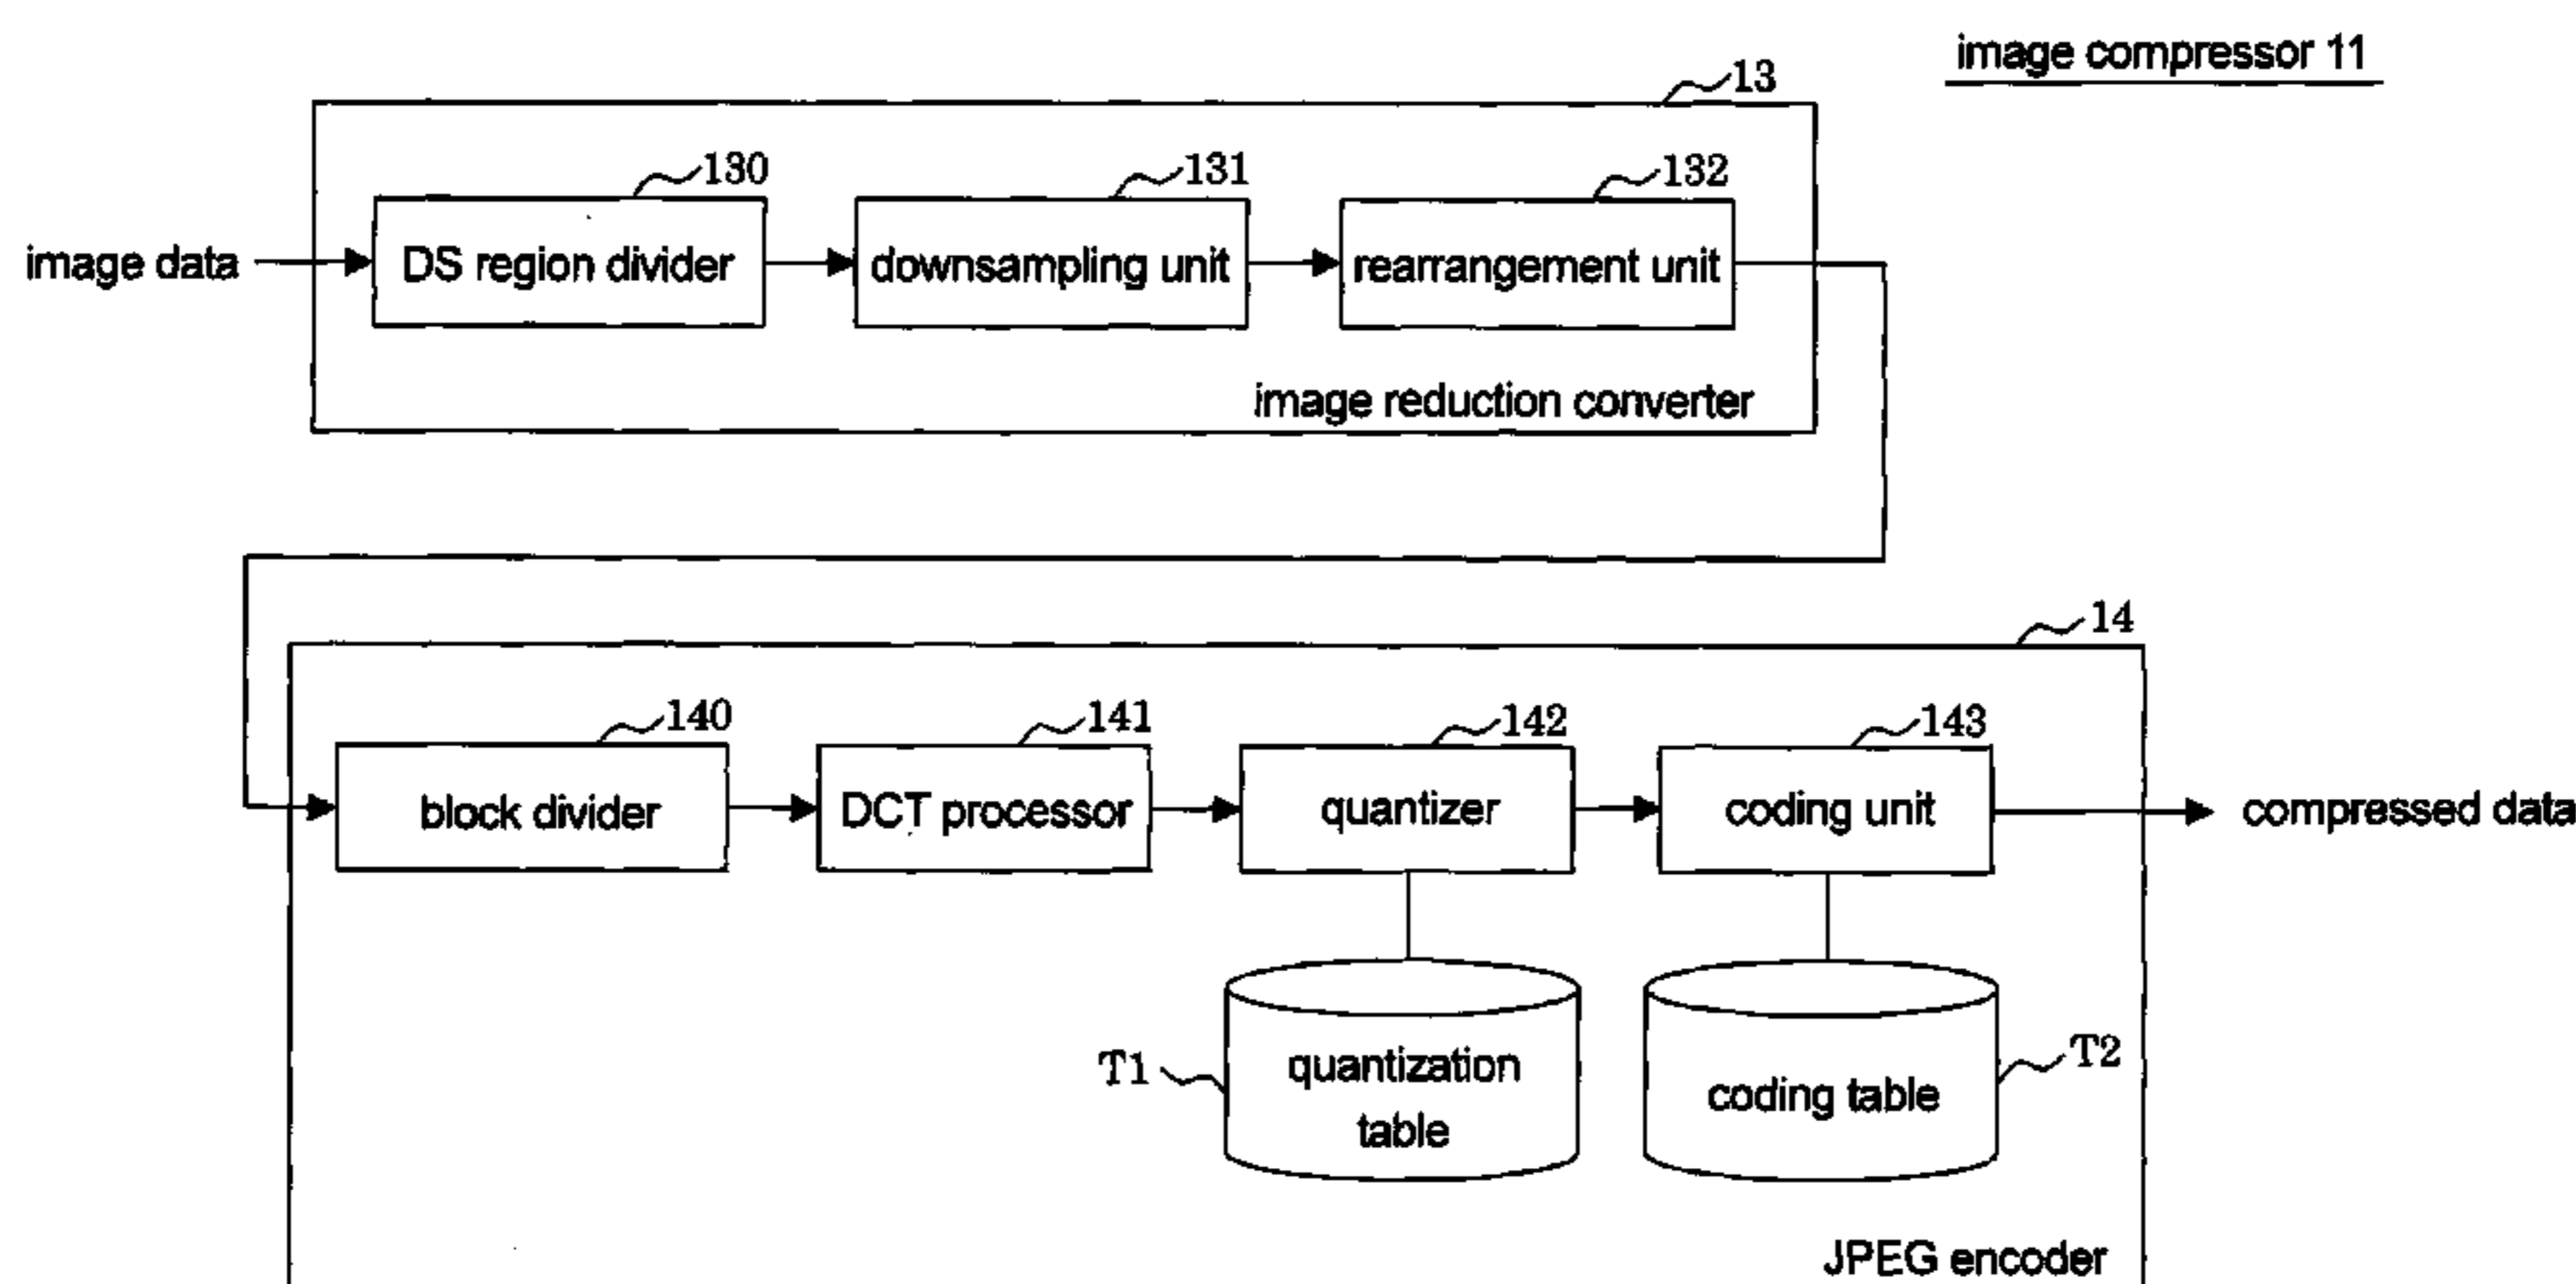 image compressor 11
13
130
131
132
image data
DS region divider
downsampling unit
rearrangement unit
image reduction converter
14
140
141
142
143
block divider
DCT processor
quantizer
coding unit
compressed data
T1
quantization
table
coding table
T2
JPEG encoder